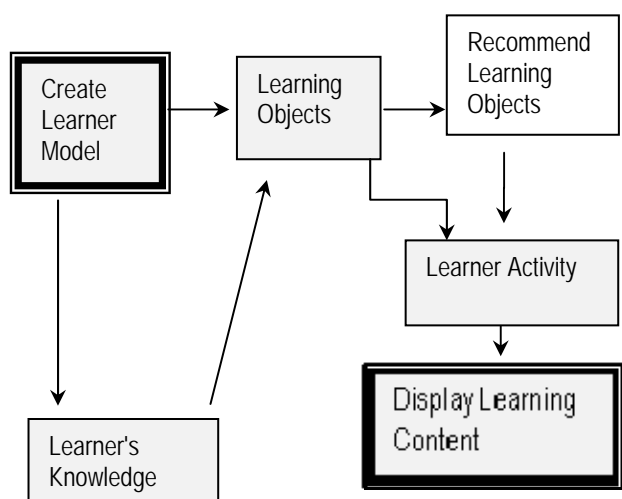 Create
Learner
Model
Learning
Objects
Recommend
Learning
Objects
Learner Activity
Display Learning
Content
Learner's
Knowledge